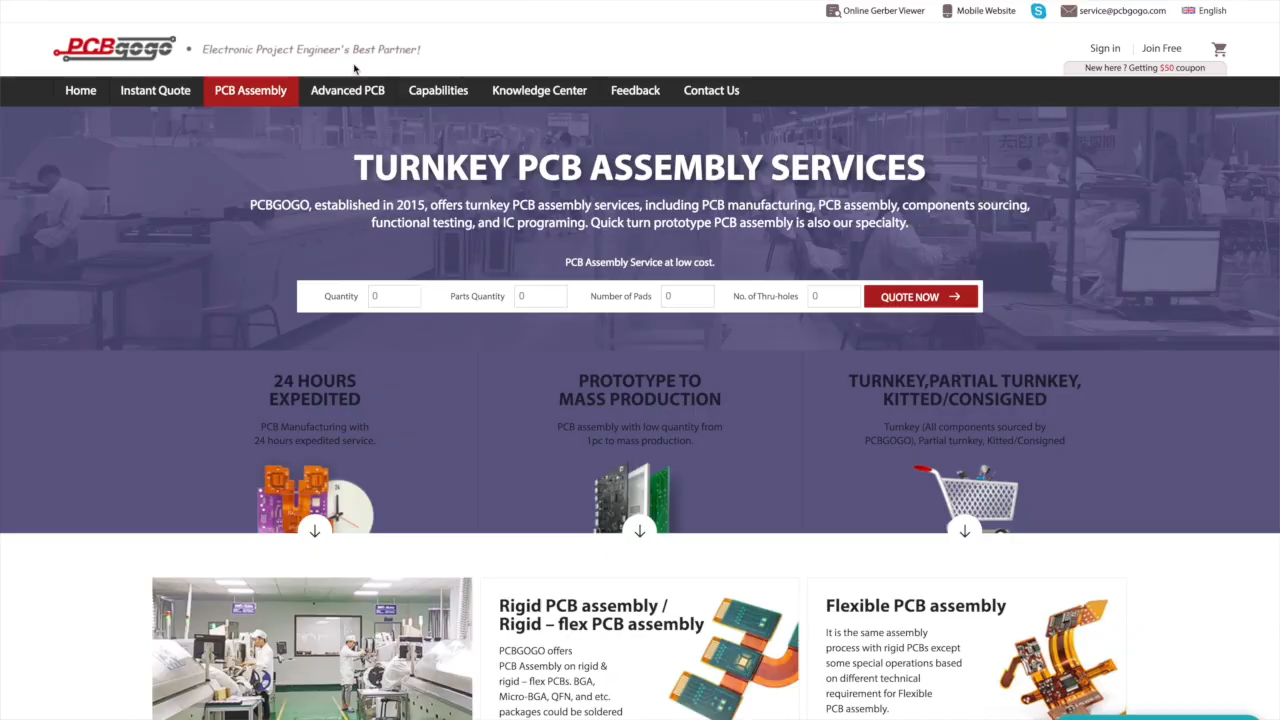 Online Gerber Viewer
Mobile Website
service@pcbgogo.com
English
PCBgogo • Electronic Project Engineer's Best Partner!
Sign in
Join Free
New here ? Getting $50 coupon
Home
Instant Quote
PCB Assembly
Advanced PCB
Capabilities
Knowledge Center
Feedback
Contact Us
TURNKEY PCB ASSEMBLY SERVICES
PCBGOGO, established in 2015, offers turnkey PCB assembly services, including PCB manufacturing, PCB assembly, components sourcing,
functional testing, and IC programing. Quick turn prototype PCB assembly is also our specialty.
PCB Assembly Service at low cost.
Quantity 0
Parts Quantity 0
Number of Pads 0
No. of Thru-holes 0
QUOTE NOW
24 HOURS
EXPEDITED
PCB Manufacturing with
24 hours expedited service.
PROTOTYPE TO
MASS PRODUCTION
PCB assembly with low quantity from
1pc to mass production.
TURNKEY,PARTIAL TURNKEY,
KITTED/CONSIGNED
Turnkey (All components sourced by
PCBGOGO), Partial turnkey, Kitted/Consigned
Rigid PCB assembly /
Rigid – flex PCB assembly
PCBGOGO offers
PCB Assembly on rigid &
rigid – flex PCBs. BGA,
Micro-BGA, QFN, and etc.
packages could be soldered
Flexible PCB assembly
It is the same assembly
process with rigid PCBs except
some special operations based
on different technical
requirement for Flexible
PCB assembly.